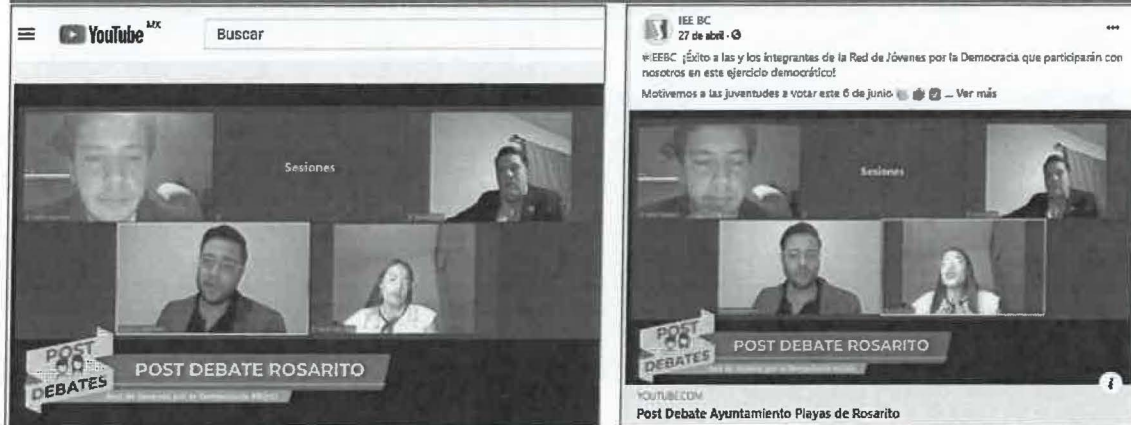 YouTube MX
Buscar
Sesiones
POST
DEBATES
POST DEBATE ROSARITO
IEE BC
27 de abril
#IEEBC ¡Éxito a las y los integrantes de la Red de Jóvenes por la Democracia que participarán con
nosotros en este ejercicio democrático!
Motivemos a las juventudes a votar este 6 de junio ... Ver más
Sesiones
POST
DEBATES
POST DEBATE ROSARITO
YOUTUBE.COM
Post Debate Ayuntamiento Playas de Rosarito